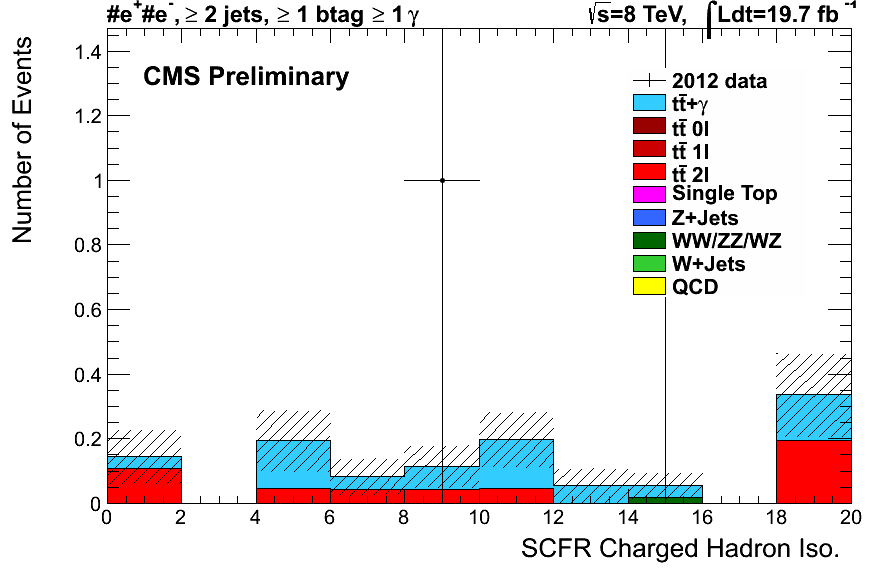 #e⁺#e⁻, ≥ 2 jets, ≥ 1 btag ≥ 1 γ
√s=8 TeV, ∫Ldt=19.7 fb⁻¹
CMS Preliminary
2012 data
tt̄+γ
tt̄ 0l
tt̄ 1l
tt̄ 2l
Single Top
Z+Jets
WW/ZZ/WZ
W+Jets
QCD
Number of Events
1.4
1.2
1
0.8
0.6
0.4
0.2
0
0 2 4 6 8 10 12 14 16 18 20
SCFR Charged Hadron Iso.